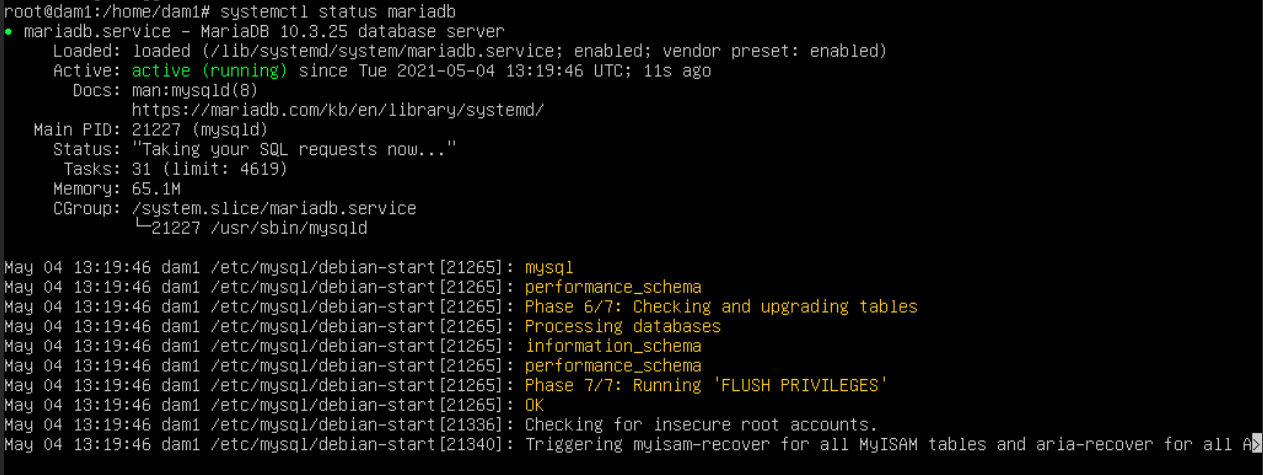 root@dam1:/home/dam1# systemctl status mariadb
● mariadb.service – MariaDB 10.3.25 database server
Loaded: loaded (/lib/systemd/system/mariadb.service; enabled; vendor preset: enabled)
Active: active (running) since Tue 2021-05-04 13:19:46 UTC; 11s ago
Docs: man:mysqld(8)
https://mariadb.com/kb/en/library/systemd/
Main PID: 21227 (mysqld)
Status: "Taking your SQL requests now..."
Tasks: 31 (limit: 4619)
Memory: 65.1M
CGroup: /system.slice/mariadb.service
└─21227 /usr/sbin/mysqld
May 04 13:19:46 dam1 /etc/mysql/debian-start[21265]: mysql
May 04 13:19:46 dam1 /etc/mysql/debian-start[21265]: performance_schema
May 04 13:19:46 dam1 /etc/mysql/debian-start[21265]: Phase 6/7: Checking and upgrading tables
May 04 13:19:46 dam1 /etc/mysql/debian-start[21265]: Processing databases
May 04 13:19:46 dam1 /etc/mysql/debian-start[21265]: information_schema
May 04 13:19:46 dam1 /etc/mysql/debian-start[21265]: performance_schema
May 04 13:19:46 dam1 /etc/mysql/debian-start[21265]: Phase 7/7: Running 'FLUSH PRIVILEGES'
May 04 13:19:46 dam1 /etc/mysql/debian-start[21265]: OK
May 04 13:19:46 dam1 /etc/mysql/debian-start[21336]: Checking for insecure root accounts.
May 04 13:19:46 dam1 /etc/mysql/debian-start[21340]: Triggering myisam-recover for all MyISAM tables and aria-recover for all A>